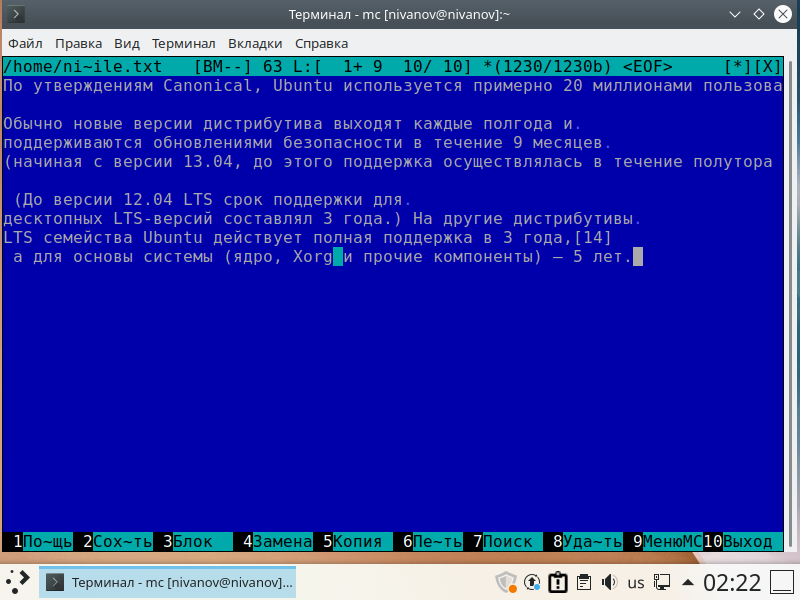 Терминал - mc [nivanov@nivanov]:~
Файл Правка Вид Терминал Вкладки Справка
/home/ni~ile.txt [BM--] 63 L:[ 1+ 9 10/ 10] *(1230/1230b) <EOF> [*][X]
По утверждениям Canonical, Ubuntu используется примерно 20 миллионами пользова
Обычно новые версии дистрибутива выходят каждые полгода и.
поддерживаются обновлениями безопасности в течение 9 месяцев.
(начиная с версии 13.04, до этого поддержка осуществлялась в течение полутора
(До версии 12.04 LTS срок поддержки для.
десктопных LTS-версий составлял 3 года.) На другие дистрибутивы.
LTS семейства Ubuntu действует полная поддержка в 3 года,[14]
а для основы системы (ядро, Xorg и прочие компоненты) — 5 лет.
1По~щь 2Сох~ть 3Блок 4Замена 5Копия 6Пе~ть 7Поиск 8Уда~ть 9МенюMC 10Выход
Терминал - mc [nivanov@nivanov]... us 02:22